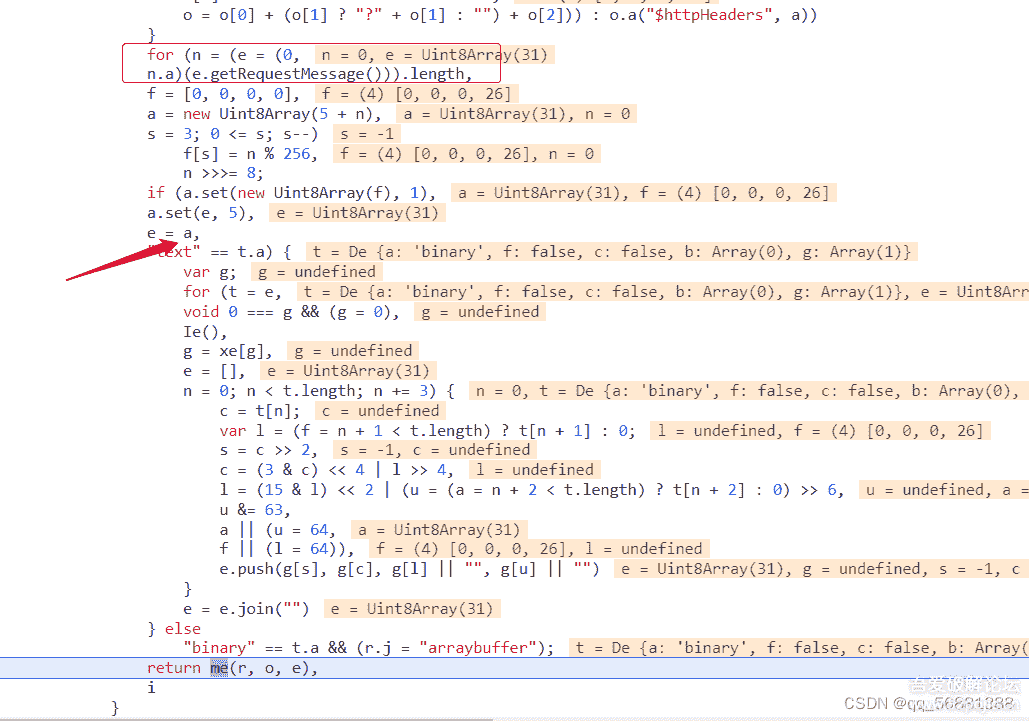 o = o[0] + (o[1] ? "?" + o[1] : "") + o[2])) : o.a("$httpHeaders", a))
}
for (n = (e = (0, n = 0, e = Uint8Array(31)
n.a)(e.getRequestMessage())).length,
f = [0, 0, 0, 0], f = (4) [0, 0, 0, 26]
a = new Uint8Array(5 + n), a = Uint8Array(31), n = 0
s = 3; 0 <= s; s--) s = -1
f[s] = n % 256, f = (4) [0, 0, 0, 26], n = 0
n >>>= 8;
if (a.set(new Uint8Array(f), 1), a = Uint8Array(31), f = (4) [0, 0, 0, 26]
a.set(e, 5), e = Uint8Array(31)
e = a,
"text" == t.a) { t = De {a: 'binary', f: false, c: false, b: Array(0), g: Array(1)}
var g; g = undefined
for (t = e, t = De {a: 'binary', f: false, c: false, b: Array(0), g: Array(1)}, e = Uint8Arr
void 0 === g && (g = 0), g = undefined
Ie(),
g = xe[g], g = undefined
e = [], e = Uint8Array(31)
n = 0; n < t.length; n += 3) { n = 0, t = De {a: 'binary', f: false, c: false, b: Array(0),
c = t[n]; c = undefined
var l = (f = n + 1 < t.length) ? t[n + 1] : 0; l = undefined, f = (4) [0, 0, 0, 26]
s = c >> 2, s = -1, c = undefined
c = (3 & c) << 4 | l >> 4, l = undefined
l = (15 & l) << 2 | (u = (a = n + 2 < t.length) ? t[n + 2] : 0) >> 6, u = undefined, a =
u &= 63,
a || (u = 64, a = Uint8Array(31)
f || (l = 64)), f = (4) [0, 0, 0, 26], l = undefined
e.push(g[s], g[c], g[l] || "", g[u] || "") e = Uint8Array(31), g = undefined, s = -1, c
}
e = e.join("") e = Uint8Array(31)
} else
"binary" == t.a && (r.j = "arraybuffer"); t = De {a: 'binary', f: false, c: false, b: Array(
return me(r, o, e),
i
吾爱破解论坛
CSDN @qq_56881388
}